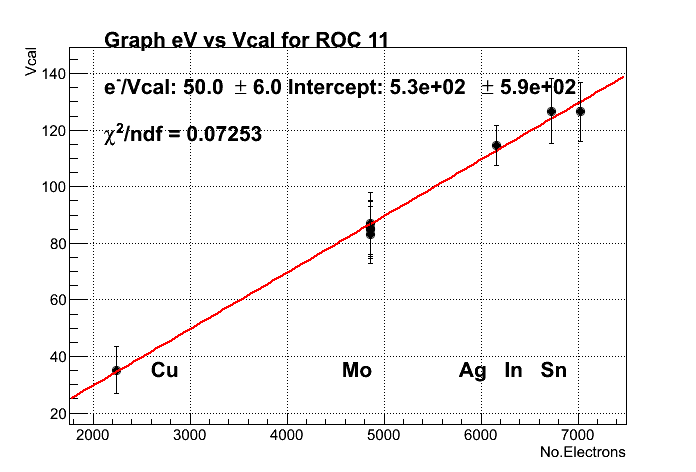 Graph eV vs Vcal for ROC 11
Vcal
e⁻/Vcal: 50.0 ± 6.0 Intercept: 5.3e+02 ± 5.9e+02
χ²/ndf = 0.07253
140
120
100
80
60
40
20
Cu Mo Ag In Sn
2000 3000 4000 5000 6000 7000
No.Electrons